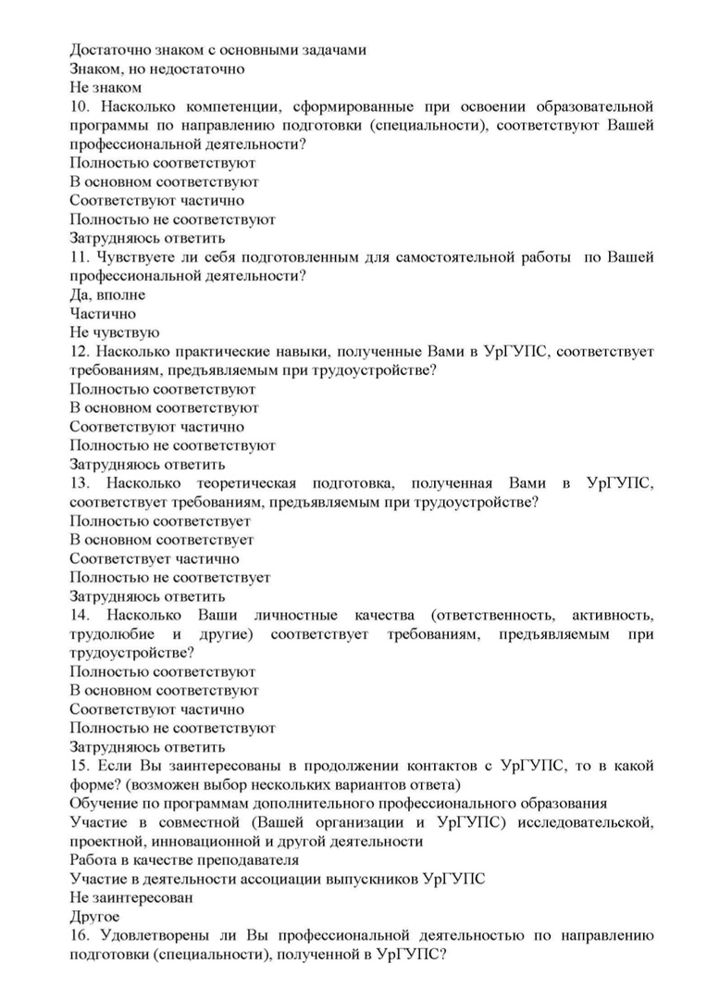 Достаточно знаком с основными задачами
Знаком, но недостаточно
Не знаком
10. Насколько компетенции, сформированные при освоении образовательной
программы по направлению подготовки (специальности), соответствуют Вашей
профессиональной деятельности?
Полностью соответствуют
В основном соответствуют
Соответствуют частично
Полностью не соответствуют
Затрудняюсь ответить
11. Чувствуете ли себя подготовленным для самостоятельной работы по Вашей
профессиональной деятельности?
Да, вполне
Частично
Не чувствую
12. Насколько практические навыки, полученные Вами в УрГУПС, соответствует
требованиям, предъявляемым при трудоустройстве?
Полностью соответствуют
В основном соответствуют
Соответствуют частично
Полностью не соответствуют
Затрудняюсь ответить
13. Насколько теоретическая подготовка, полученная Вами в УрГУПС,
соответствует требованиям, предъявляемым при трудоустройстве?
Полностью соответствует
В основном соответствует
Соответствует частично
Полностью не соответствует
Затрудняюсь ответить
14. Насколько Ваши личностные качества (ответственность, активность,
трудолюбие и другие) соответствует требованиям, предъявляемым при
трудоустройстве?
Полностью соответствуют
В основном соответствуют
Соответствуют частично
Полностью не соответствуют
Затрудняюсь ответить
15. Если Вы заинтересованы в продолжении контактов с УрГУПС, то в какой
форме? (возможен выбор нескольких вариантов ответа)
Обучение по программам дополнительного профессионального образования
Участие в совместной (Вашей организации и УрГУПС) исследовательской,
проектной, инновационной и другой деятельности
Работа в качестве преподавателя
Участие в деятельности ассоциации выпускников УрГУПС
Не заинтересован
Другое
16. Удовлетворены ли Вы профессиональной деятельностью по направлению
подготовки (специальности), полученной в УрГУПС?